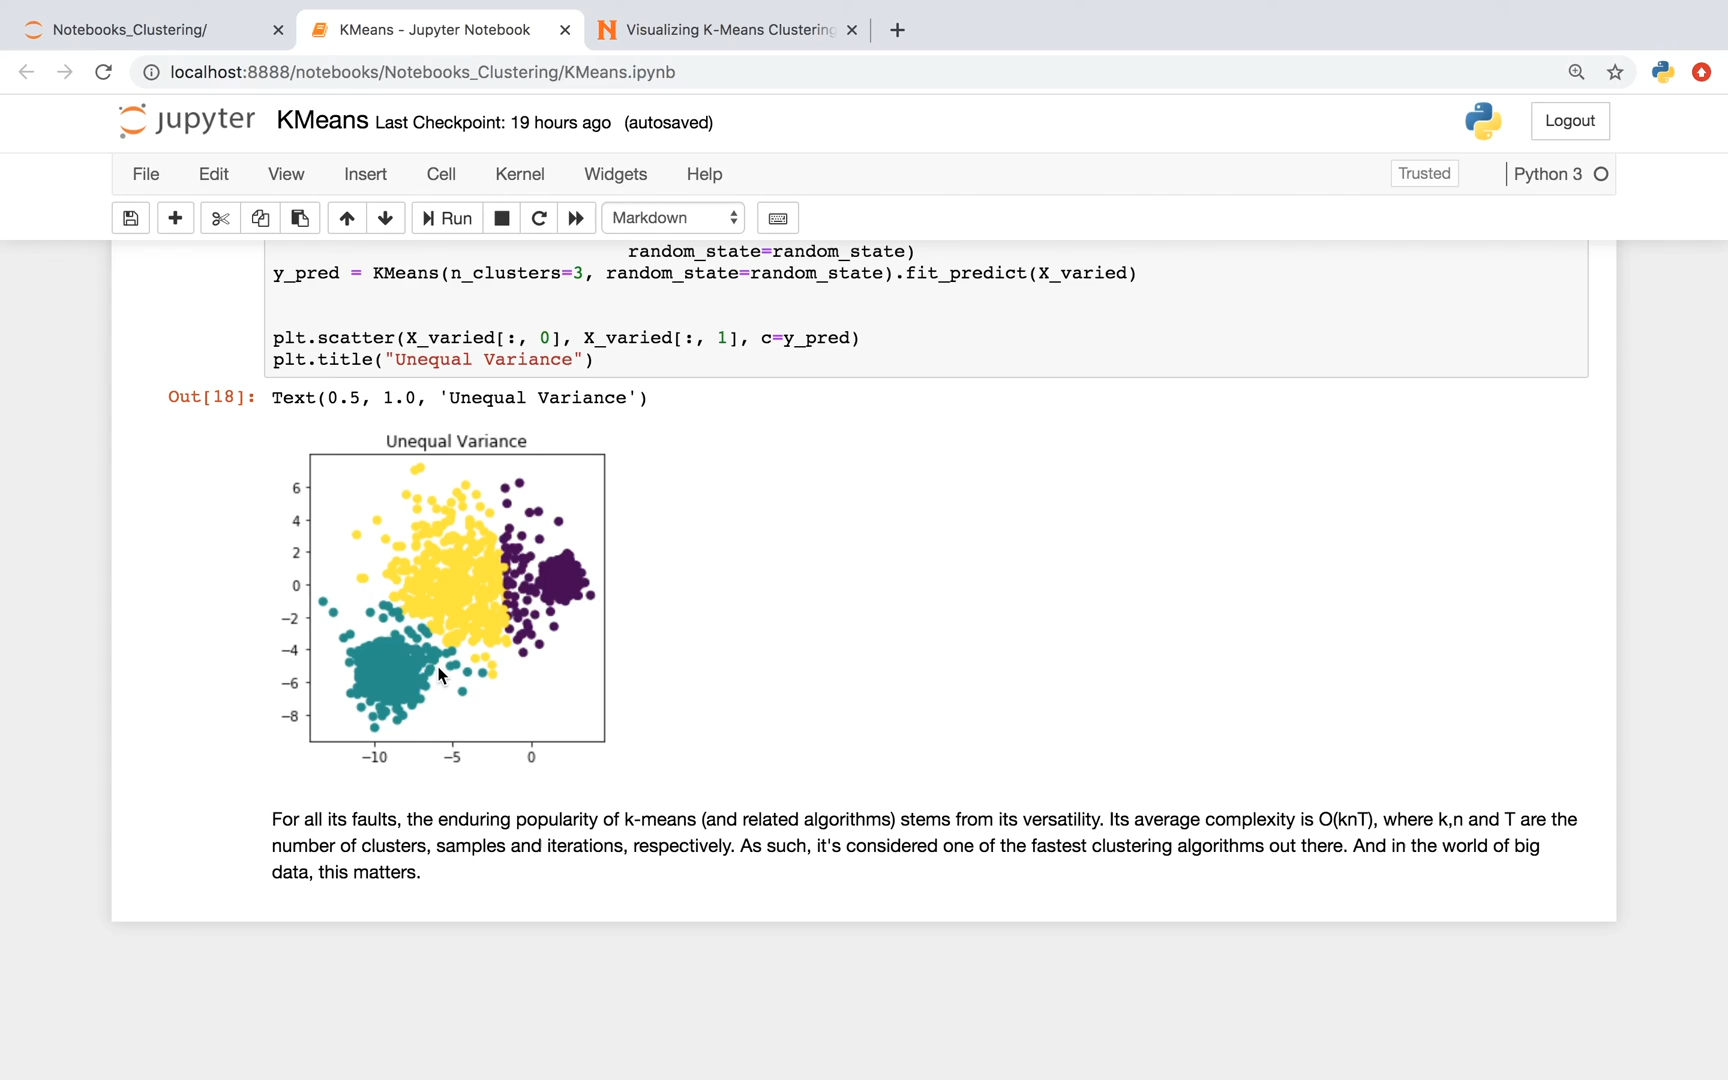 Notebooks_Clustering/
KMeans - Jupyter Notebook
Visualizing K-Means Clustering
localhost:8888/notebooks/Notebooks_Clustering/KMeans.ipynb
jupyter KMeans Last Checkpoint: 19 hours ago (autosaved)
Logout
File Edit View Insert Cell Kernel Widgets Help
Trusted
Python 3
Run
Markdown
random_state=random_state)
y_pred = KMeans(n_clusters=3, random_state=random_state).fit_predict(X_varied)
plt.scatter(X_varied[:, 0], X_varied[:, 1], c=y_pred)
plt.title("Unequal Variance")
Out[18]: Text(0.5, 1.0, 'Unequal Variance')
Unequal Variance
6
4
2
0
−2
−4
−6
−8
−10 −5 0
For all its faults, the enduring popularity of k-means (and related algorithms) stems from its versatility. Its average complexity is O(knT), where k,n and T are the
number of clusters, samples and iterations, respectively. As such, it's considered one of the fastest clustering algorithms out there. And in the world of big
data, this matters.